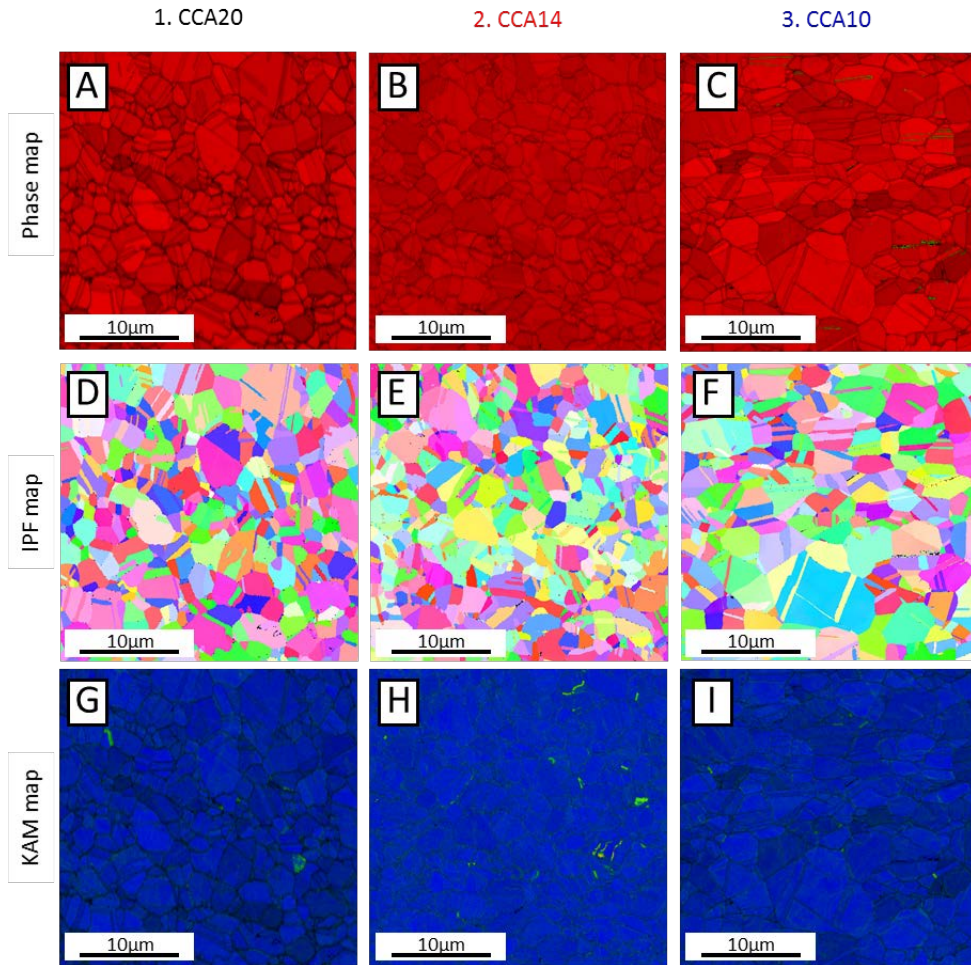 1. CCA20
2. CCA14
3. CCA10
Phase map
A
10µm
B
10µm
C
10µm
IPF map
D
10µm
E
10µm
F
10µm
KAM map
G
10µm
H
10µm
I
10µm